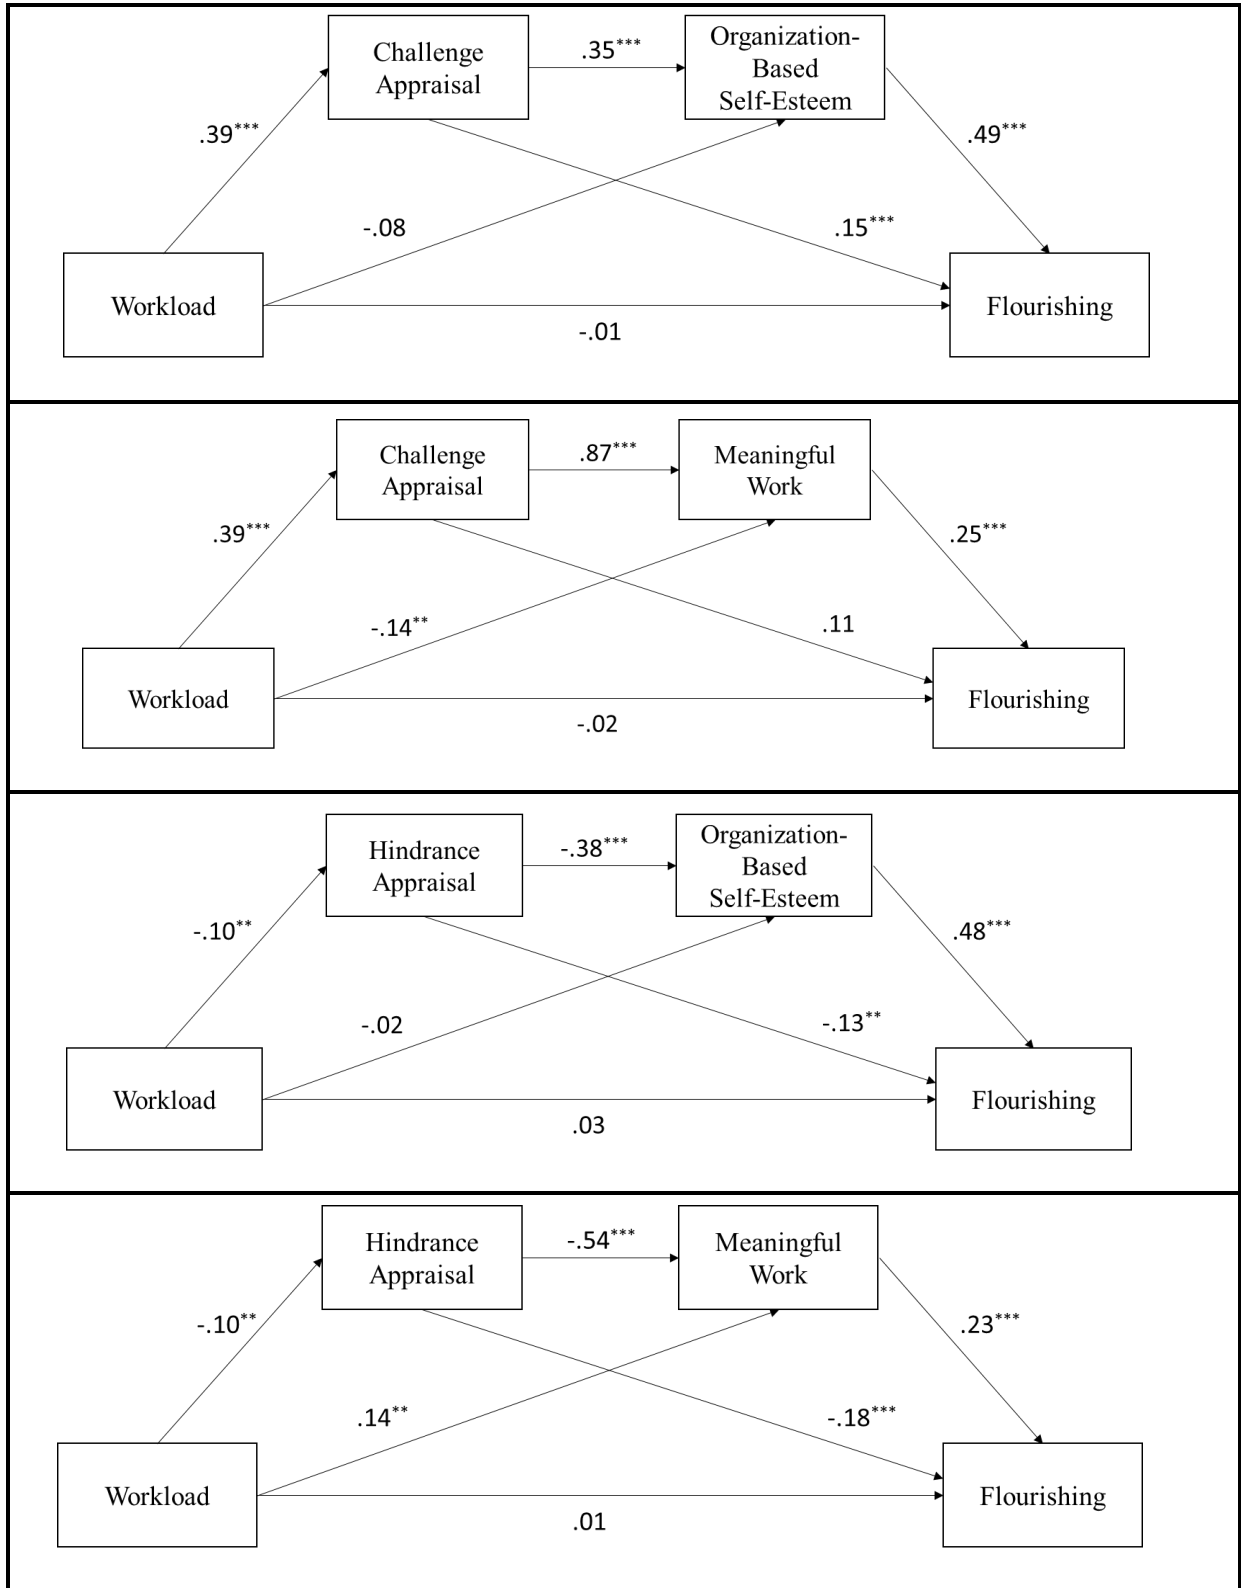 Challenge
Appraisal
.35***
Organization-
Based
Self-Esteem
.39***
.49***
-.08
.15***
Workload
Flourishing
-.01
Challenge
Appraisal
.87***
Meaningful
Work
.39***
.25***
-.14**
.11
Workload
Flourishing
-.02
Hindrance
Appraisal
-.38***
Organization-
Based
Self-Esteem
-.10**
.48***
-.02
-.13**
Workload
Flourishing
.03
Hindrance
Appraisal
-.54***
Meaningful
Work
-.10**
.23***
.14**
-.18***
Workload
Flourishing
.01